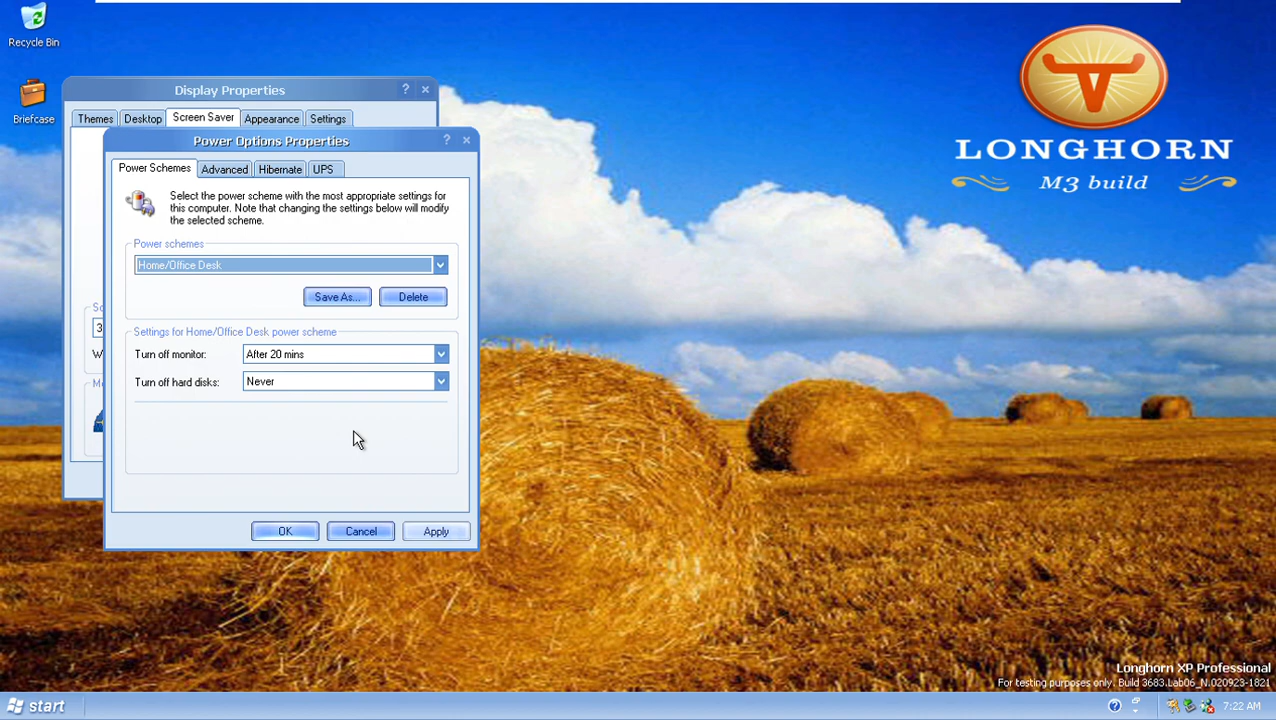 Recycle Bin
Briefcase
Display Properties
?
Themes
Desktop
Screen Saver
Appearance
Settings
Power Options Properties
?
Power Schemes
Advanced
Hibernate
UPS
Select the power scheme with the most appropriate settings for
this computer. Note that changing the settings below will modify
the selected scheme.
Power schemes
Home/Office Desk
Save As...
Delete
Settings for Home/Office Desk power scheme
Turn off monitor:
After 20 mins
Turn off hard disks:
Never
OK
Cancel
Apply
LONGHORN
M3 build
Longhorn XP Professional
For testing purposes only. Build 3683.Lab06_N.020923-1821
start
?
7:22 AM